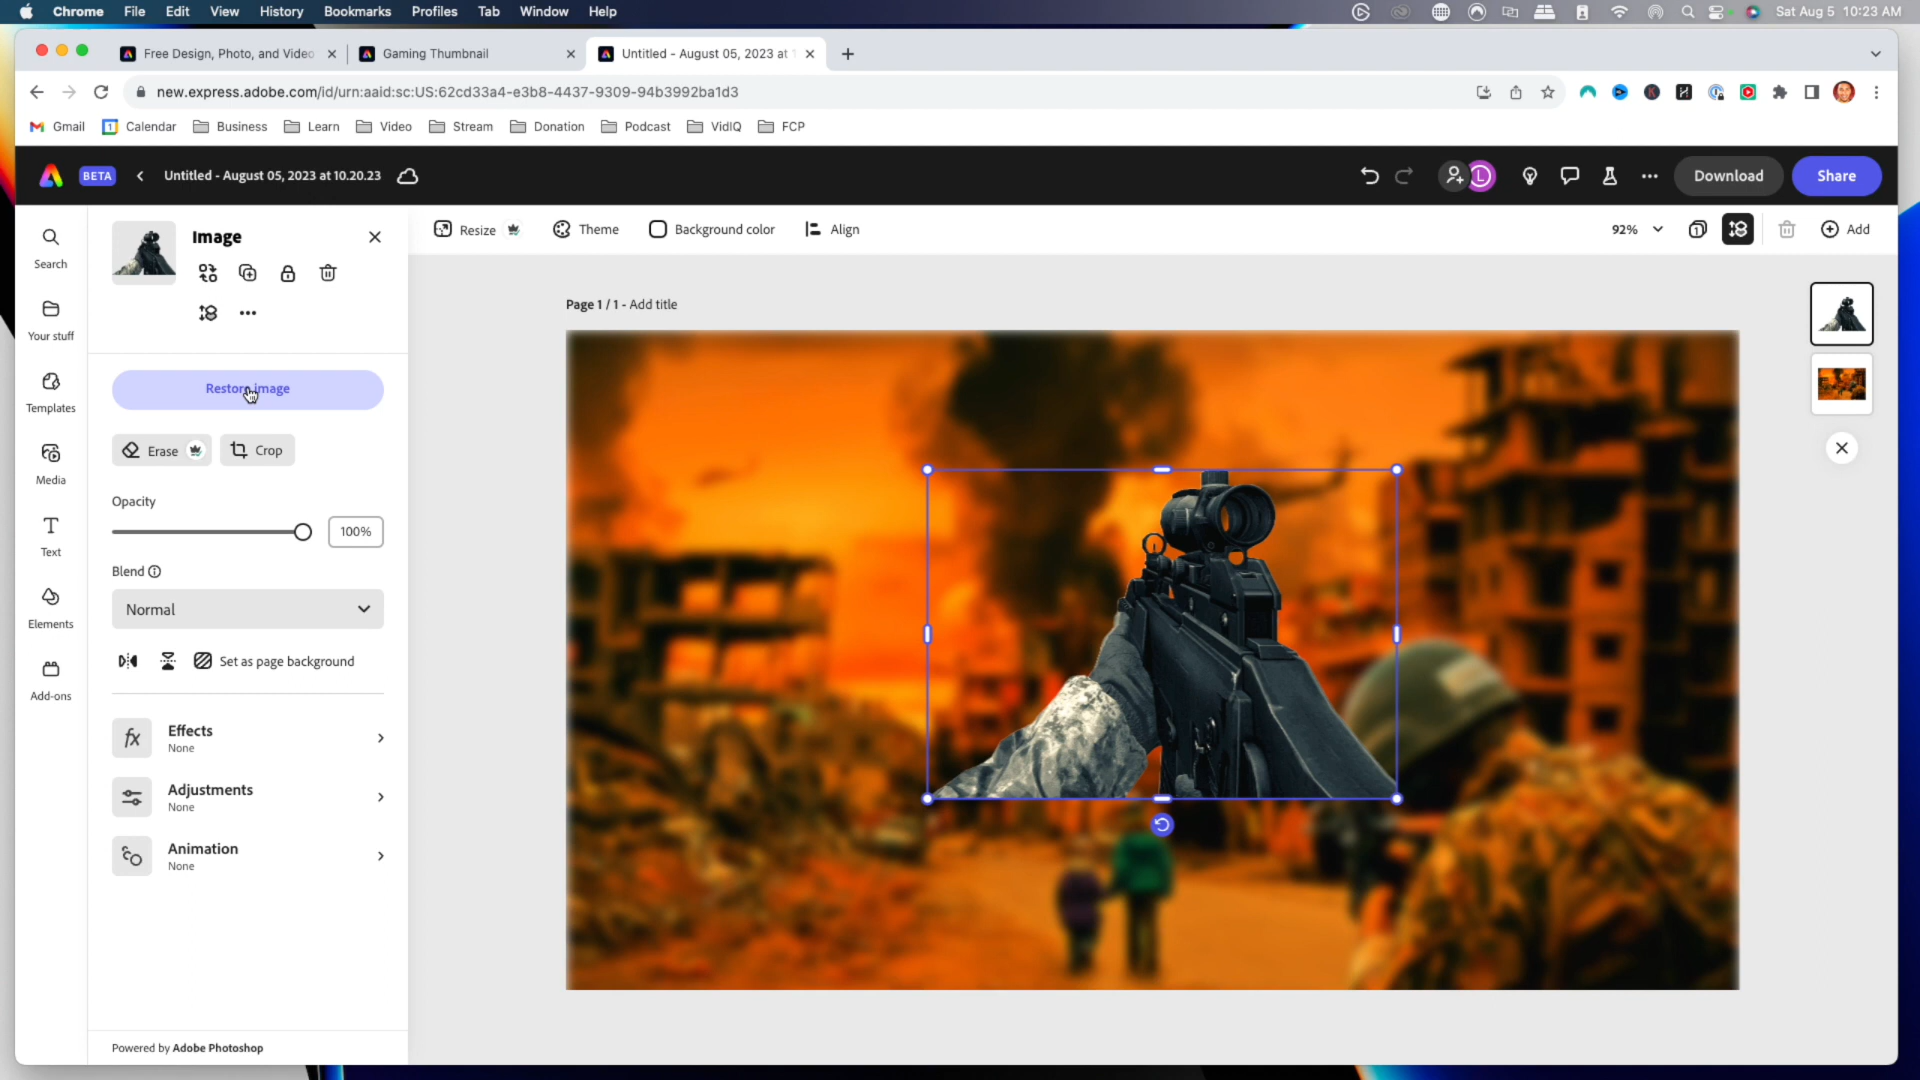 Chrome File Edit View History Bookmarks Profiles Tab Window Help
Sat Aug 5 10:23 AM
Free Design, Photo, and Video
Gaming Thumbnail
Untitled - August 05, 2023 at
new.express.adobe.com/id/urn:aaid:sc:US:62cd33a4-e3b8-4437-9309-94b3992ba1d3
Gmail Calendar Business Learn Video Stream Donation Podcast VidIQ FCP
BETA
Untitled - August 05, 2023 at 10.20.23
L
Download
Share
Search
Your stuff
Templates
Media
Text
Elements
Add-ons
Image
Restore image
Erase
Crop
Opacity
100%
Blend
Normal
Set as page background
Effects
None
Adjustments
None
Animation
None
Powered by Adobe Photoshop
Resize
Theme
Background color
Align
92%
1
Add
Page 1 / 1 - Add title